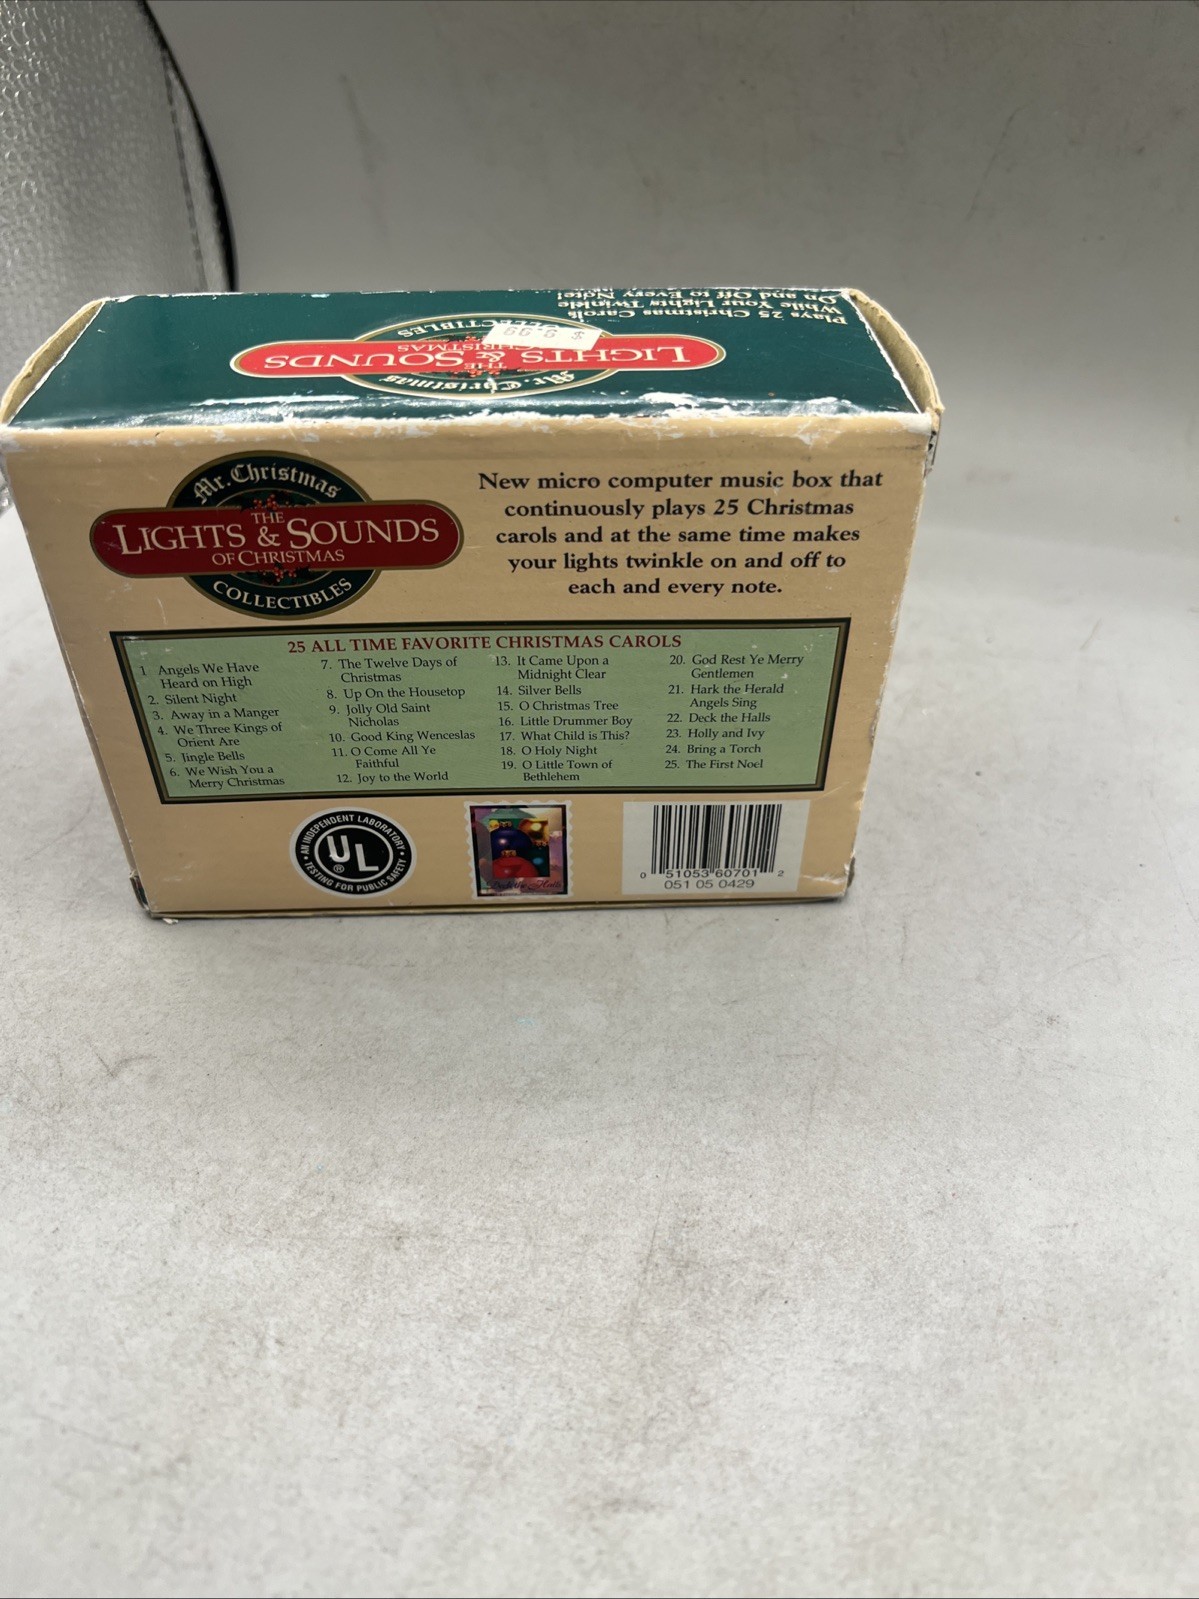 Plays 25 Christmas Carols
While Your Lights Twinkle
On and Off to Every Note!
Mr. Christmas
THE
LIGHTS & SOUNDS
CHRISTMAS
COLLECTIBLES
$ 9.99
Mr. Christmas
THE
LIGHTS & SOUNDS
OF CHRISTMAS
COLLECTIBLES
New micro computer music box that
continuously plays 25 Christmas
carols and at the same time makes
your lights twinkle on and off to
each and every note.
25 ALL TIME FAVORITE CHRISTMAS CAROLS
1 Angels We Have
Heard on High
2. Silent Night
3. Away in a Manger
4. We Three Kings of
Orient Are
5. Jingle Bells
6. We Wish You a
Merry Christmas
7. The Twelve Days of
Christmas
8. Up On the Housetop
9. Jolly Old Saint
Nicholas
10. Good King Wenceslas
11. O Come All Ye
Faithful
12. Joy to the World
13. It Came Upon a
Midnight Clear
14. Silver Bells
15. O Christmas Tree
16. Little Drummer Boy
17. What Child is This?
18. O Holy Night
19. O Little Town of
Bethlehem
20. God Rest Ye Merry
Gentlemen
21. Hark the Herald
Angels Sing
22. Deck the Halls
23. Holly and Ivy
24. Bring a Torch
25. The First Noel
AN INDEPENDENT LABORATORY
UL
®
TESTING FOR PUBLIC SAFETY
Deck the Halls
0 51053 60701 2
051 05 0429